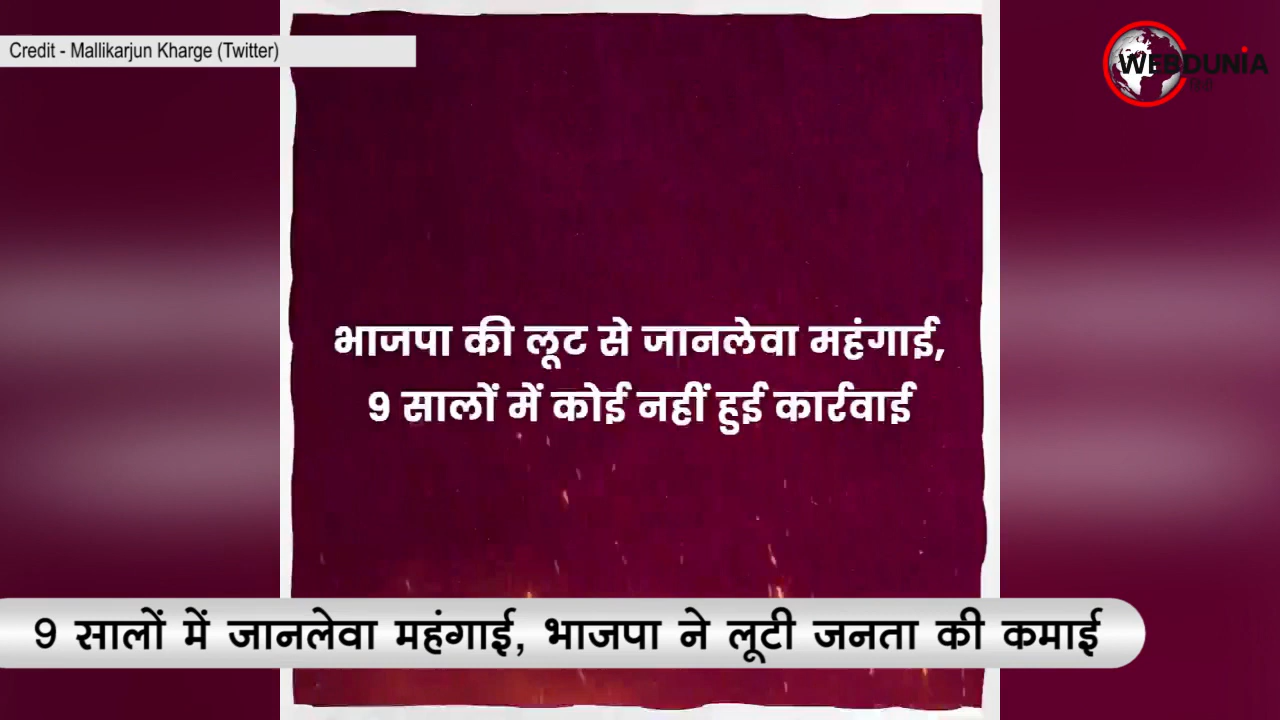 Credit - Mallikarjun Kharge (Twitter)
WEBDUNIA
भाजपा की लूट से जानलेवा महंगाई,
9 सालों में कोई नहीं हुई कार्रवाई
9 सालों में जानलेवा महंगाई, भाजपा ने लूटी जनता की कमाई